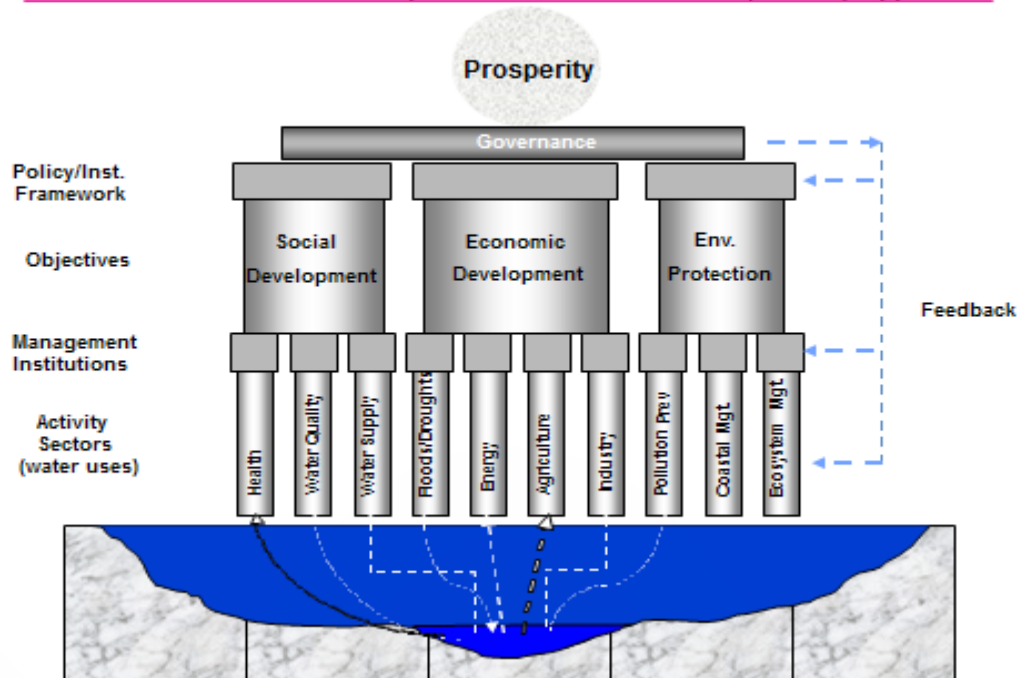 Prosperity
Governance
Policy/Inst.
Framework
Social
Development
Economic
Development
Env.
Protection
Objectives
Feedback
Management
Institutions
Activity
Sectors
(water uses)
Health
Water Quality
Water Supply
Floods/Droughts
Energy
Agriculture
Industry
Pollution Prev
Coastal Mgt.
Ecosystem Mgt.